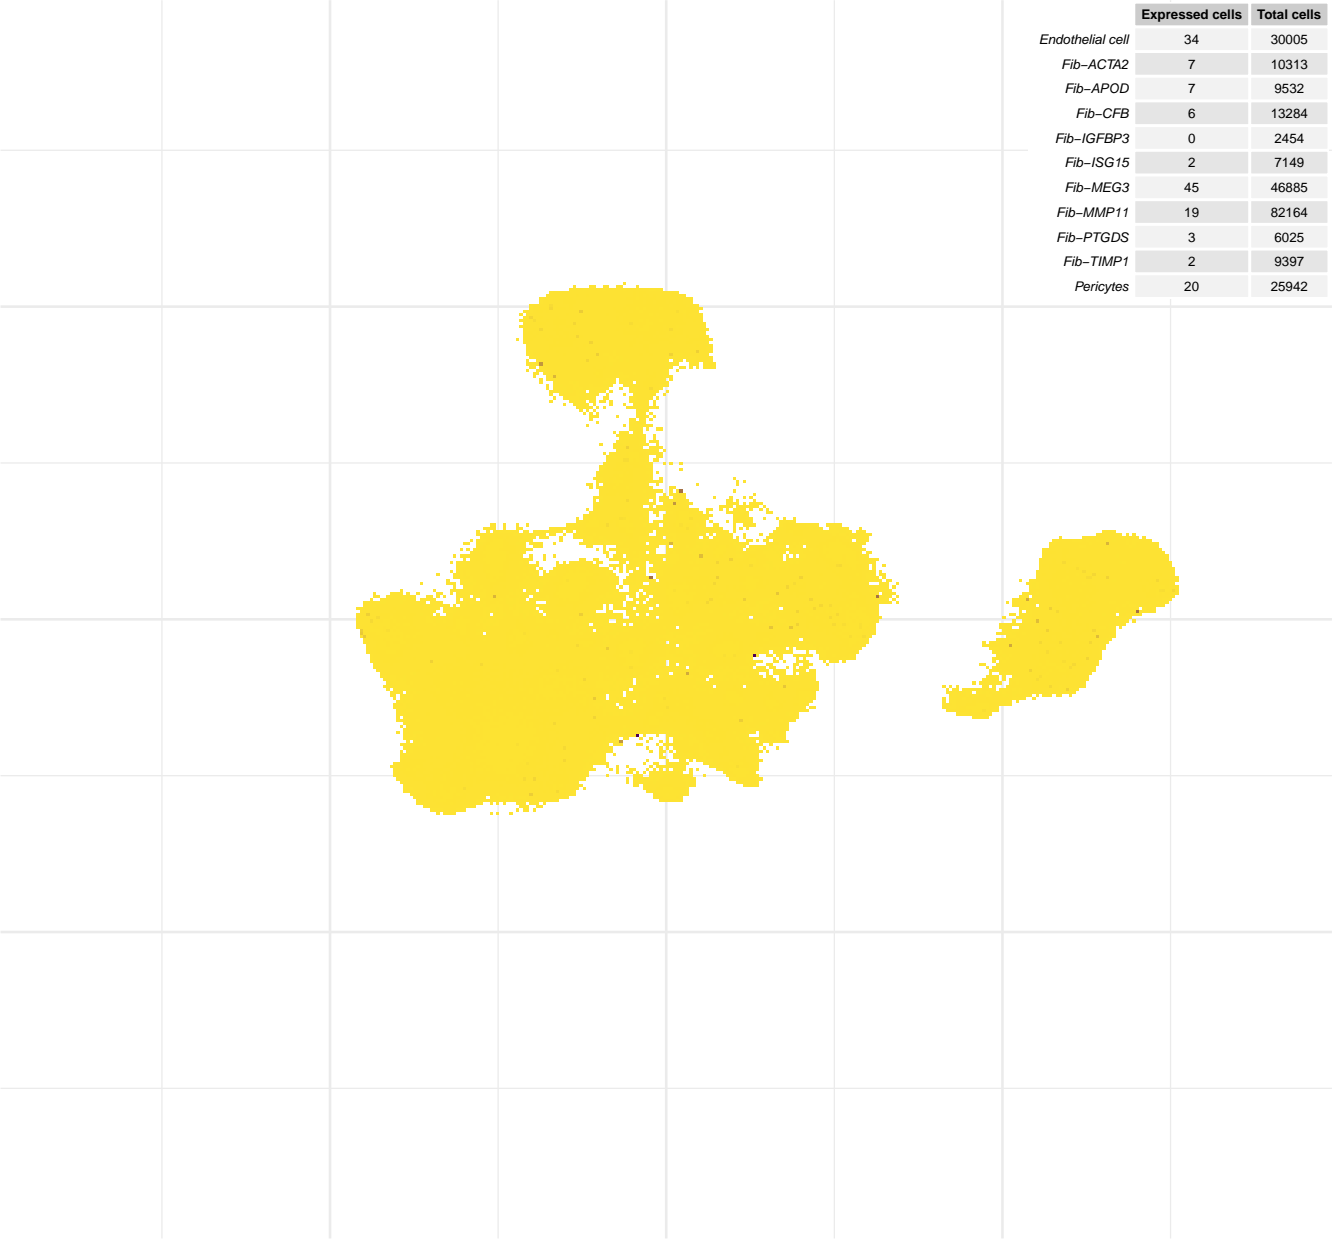 Expressed cells Total cells
Endothelial cell 34 30005
Fib−ACTA2 7 10313
Fib−APOD 7 9532
Fib−CFB 6 13284
Fib−IGFBP3 0 2454
Fib−ISG15 2 7149
Fib−MEG3 45 46885
Fib−MMP11 19 82164
Fib−PTGDS 3 6025
Fib−TIMP1 2 9397
Pericytes 20 25942